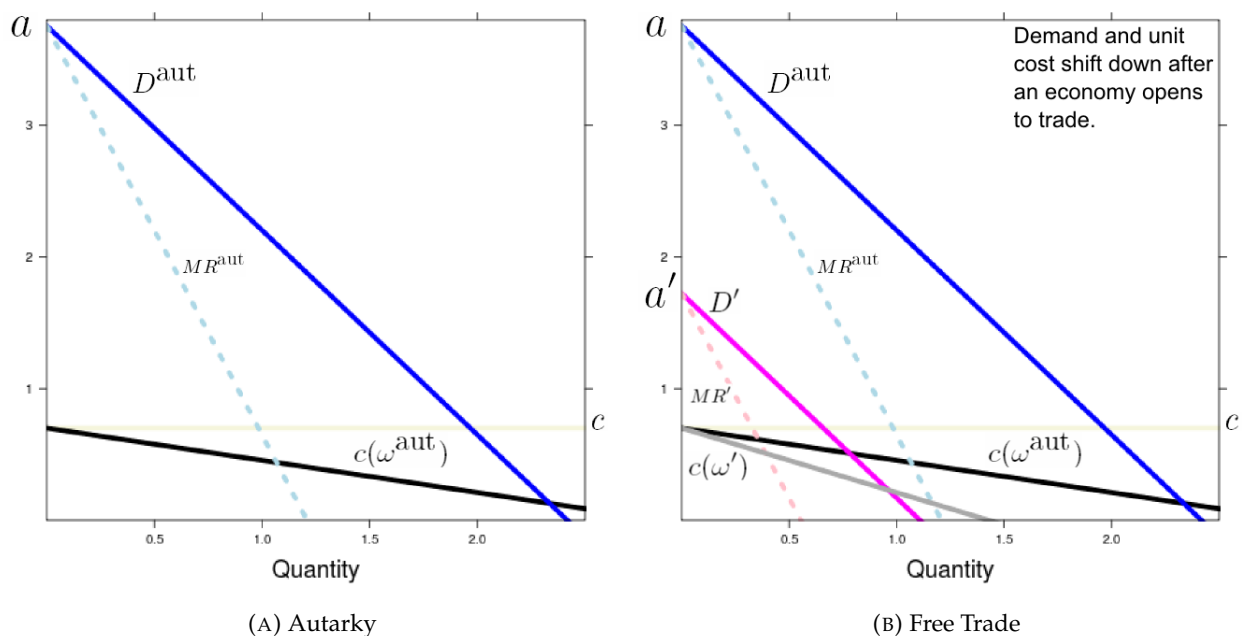 a
D^aut
3
MR^aut
2
1
c
c(ω^aut)
0.5 1.0 1.5 2.0
Quantity
(A) Autarky
a
Demand and unit
cost shift down after
an economy opens
to trade.
D^aut
3
MR^aut
2
a′
D′
1
MR′
c
c(ω^aut)
c(ω′)
0.5 1.0 1.5 2.0
Quantity
(B) Free Trade